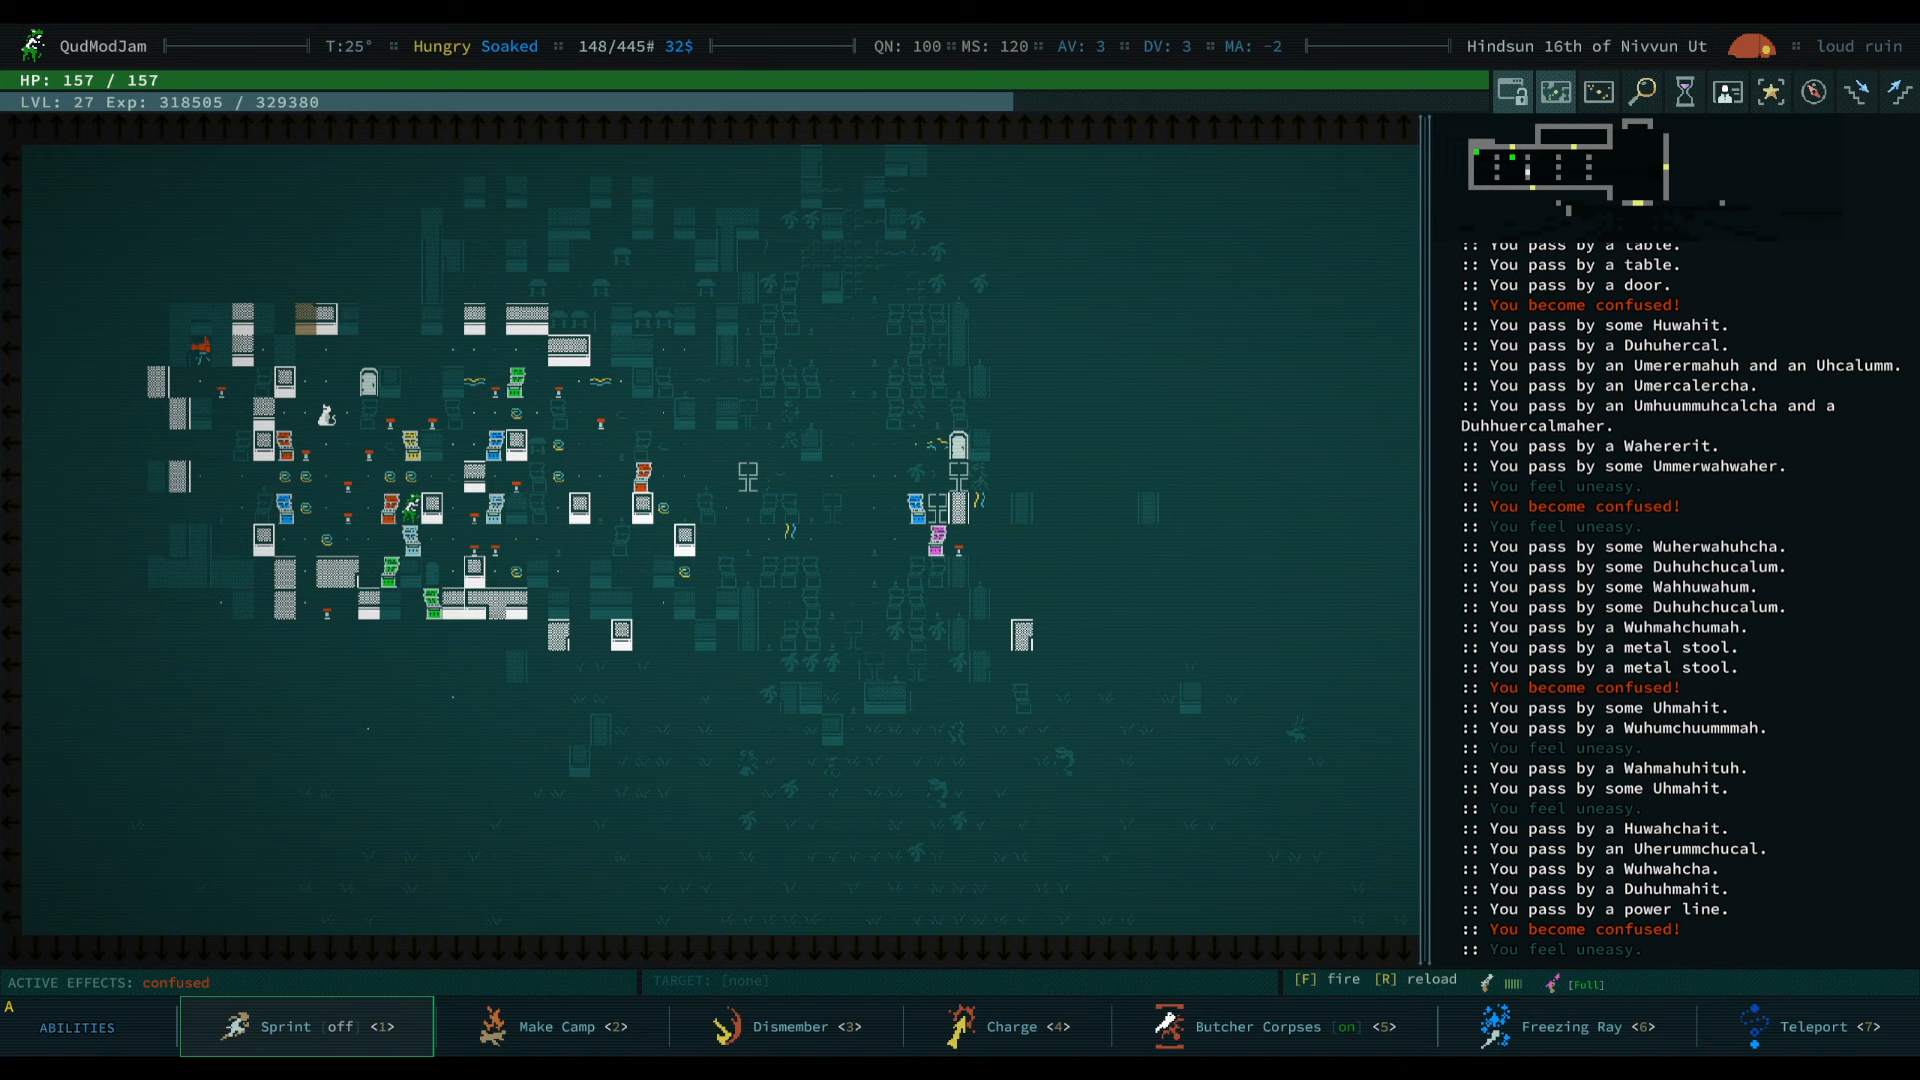 QudModJam T:25° Hungry Soaked 148/445# 32$ QN: 100 MS: 120 AV: 3 DV: 3 MA: -2 Hindsun 16th of Nivvun Ut loud ruin
HP: 157 / 157
LVL: 27 Exp: 318505 / 329380
:: You pass by a table.
:: You pass by a table.
:: You pass by a door.
:: You become confused!
:: You pass by some Huwahit.
:: You pass by a Duhuhercal.
:: You pass by an Umerermahuh and an Uhcalumm.
:: You pass by an Umercalercha.
:: You pass by an Umhuummuhcalcha and a
Duhhuercalmaher.
:: You pass by a Wahererit.
:: You pass by some Ummerwahwaher.
:: You feel uneasy.
:: You become confused!
:: You feel uneasy.
:: You pass by some Wuherwahuhcha.
:: You pass by some Duhuhchucalum.
:: You pass by some Wahhuwahum.
:: You pass by some Duhuhchucalum.
:: You pass by a Wuhmahchumah.
:: You pass by a metal stool.
:: You pass by a metal stool.
:: You become confused!
:: You pass by some Uhmahit.
:: You pass by a Wuhumchuummmah.
:: You feel uneasy.
:: You pass by a Wahmahuhituh.
:: You pass by some Uhmahit.
:: You feel uneasy.
:: You pass by a Huwahchait.
:: You pass by an Uherummchucal.
:: You pass by a Wuhwahcha.
:: You pass by a Duhuhmahit.
:: You pass by a power line.
:: You become confused!
:: You feel uneasy.
ACTIVE EFFECTS: confused TARGET: [none] [F] fire [R] reload [Full]
A
ABILITIES Sprint [off] <1> Make Camp <2> Dismember <3> Charge <4> Butcher Corpses [on] <5> Freezing Ray <6> Teleport <7>